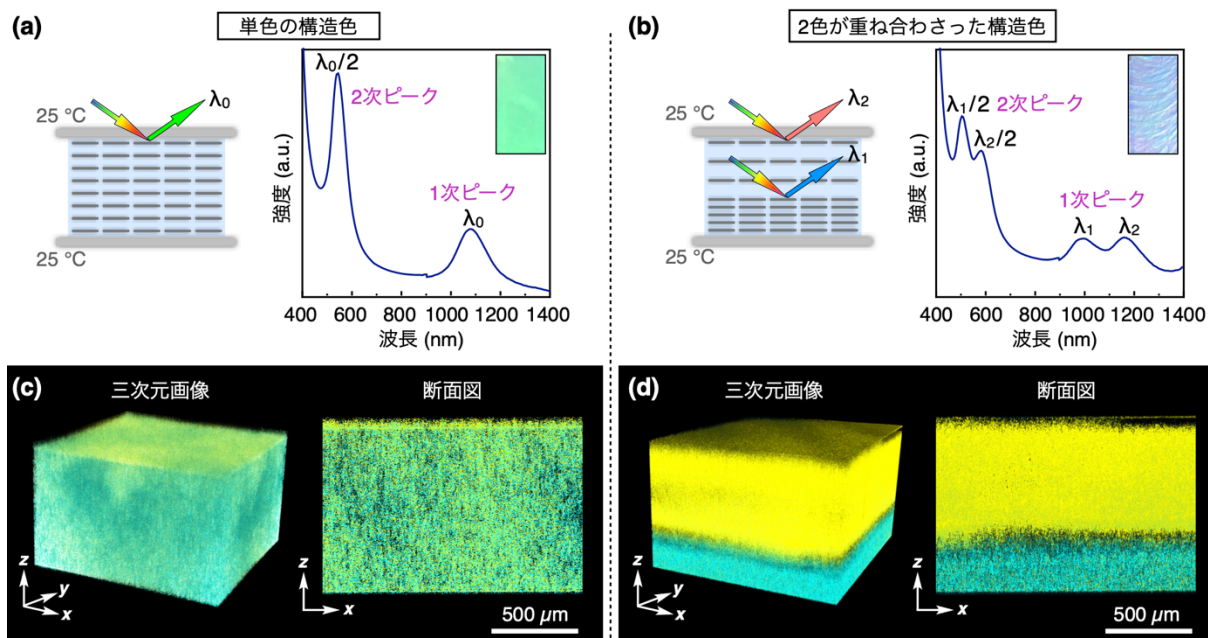 (a)
単色の構造色
25 °C
λ0
25 °C
強度 (a.u.)
λ0/2
2次ピーク
1次ピーク
λ0
400 600 800 1000 1200 1400
波長 (nm)
(b)
2色が重ね合わさった構造色
25 °C
λ2
λ1
25 °C
強度 (a.u.)
λ1/2 2次ピーク
λ2/2
1次ピーク
λ1 λ2
400 600 800 1000 1200 1400
波長 (nm)
(c)
三次元画像
断面図
z
y
x
z
x
500 µm
(d)
三次元画像
断面図
z
y
x
z
x
500 µm